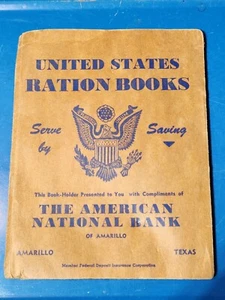 UNITED STATES
RATION BOOKS
Serve Saving
by
This Book-Holder Presented to You with Compliments of
THE AMERICAN
NATIONAL BANK
OF AMARILLO
AMARILLO TEXAS
Member Federal Deposit Insurance Corporation